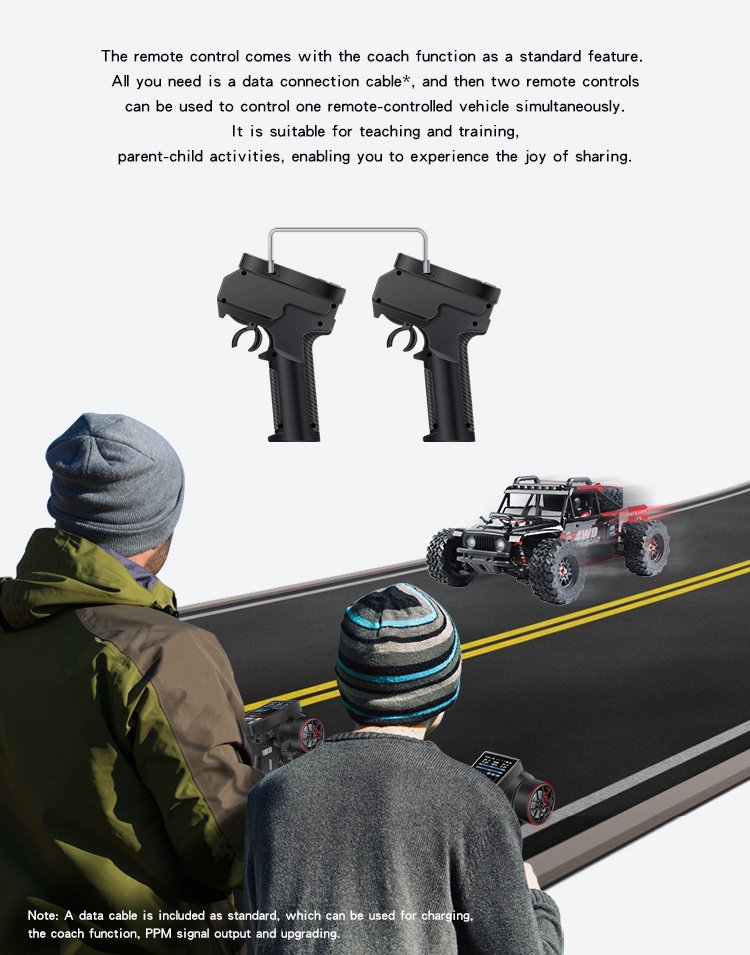 The remote control comes with the coach function as a standard feature.
All you need is a data connection cable*, and then two remote controls
can be used to control one remote-controlled vehicle simultaneously.
It is suitable for teaching and training,
parent-child activities, enabling you to experience the joy of sharing.
4WD
Note: A data cable is included as standard, which can be used for charging,
the coach function, PPM signal output and upgrading.